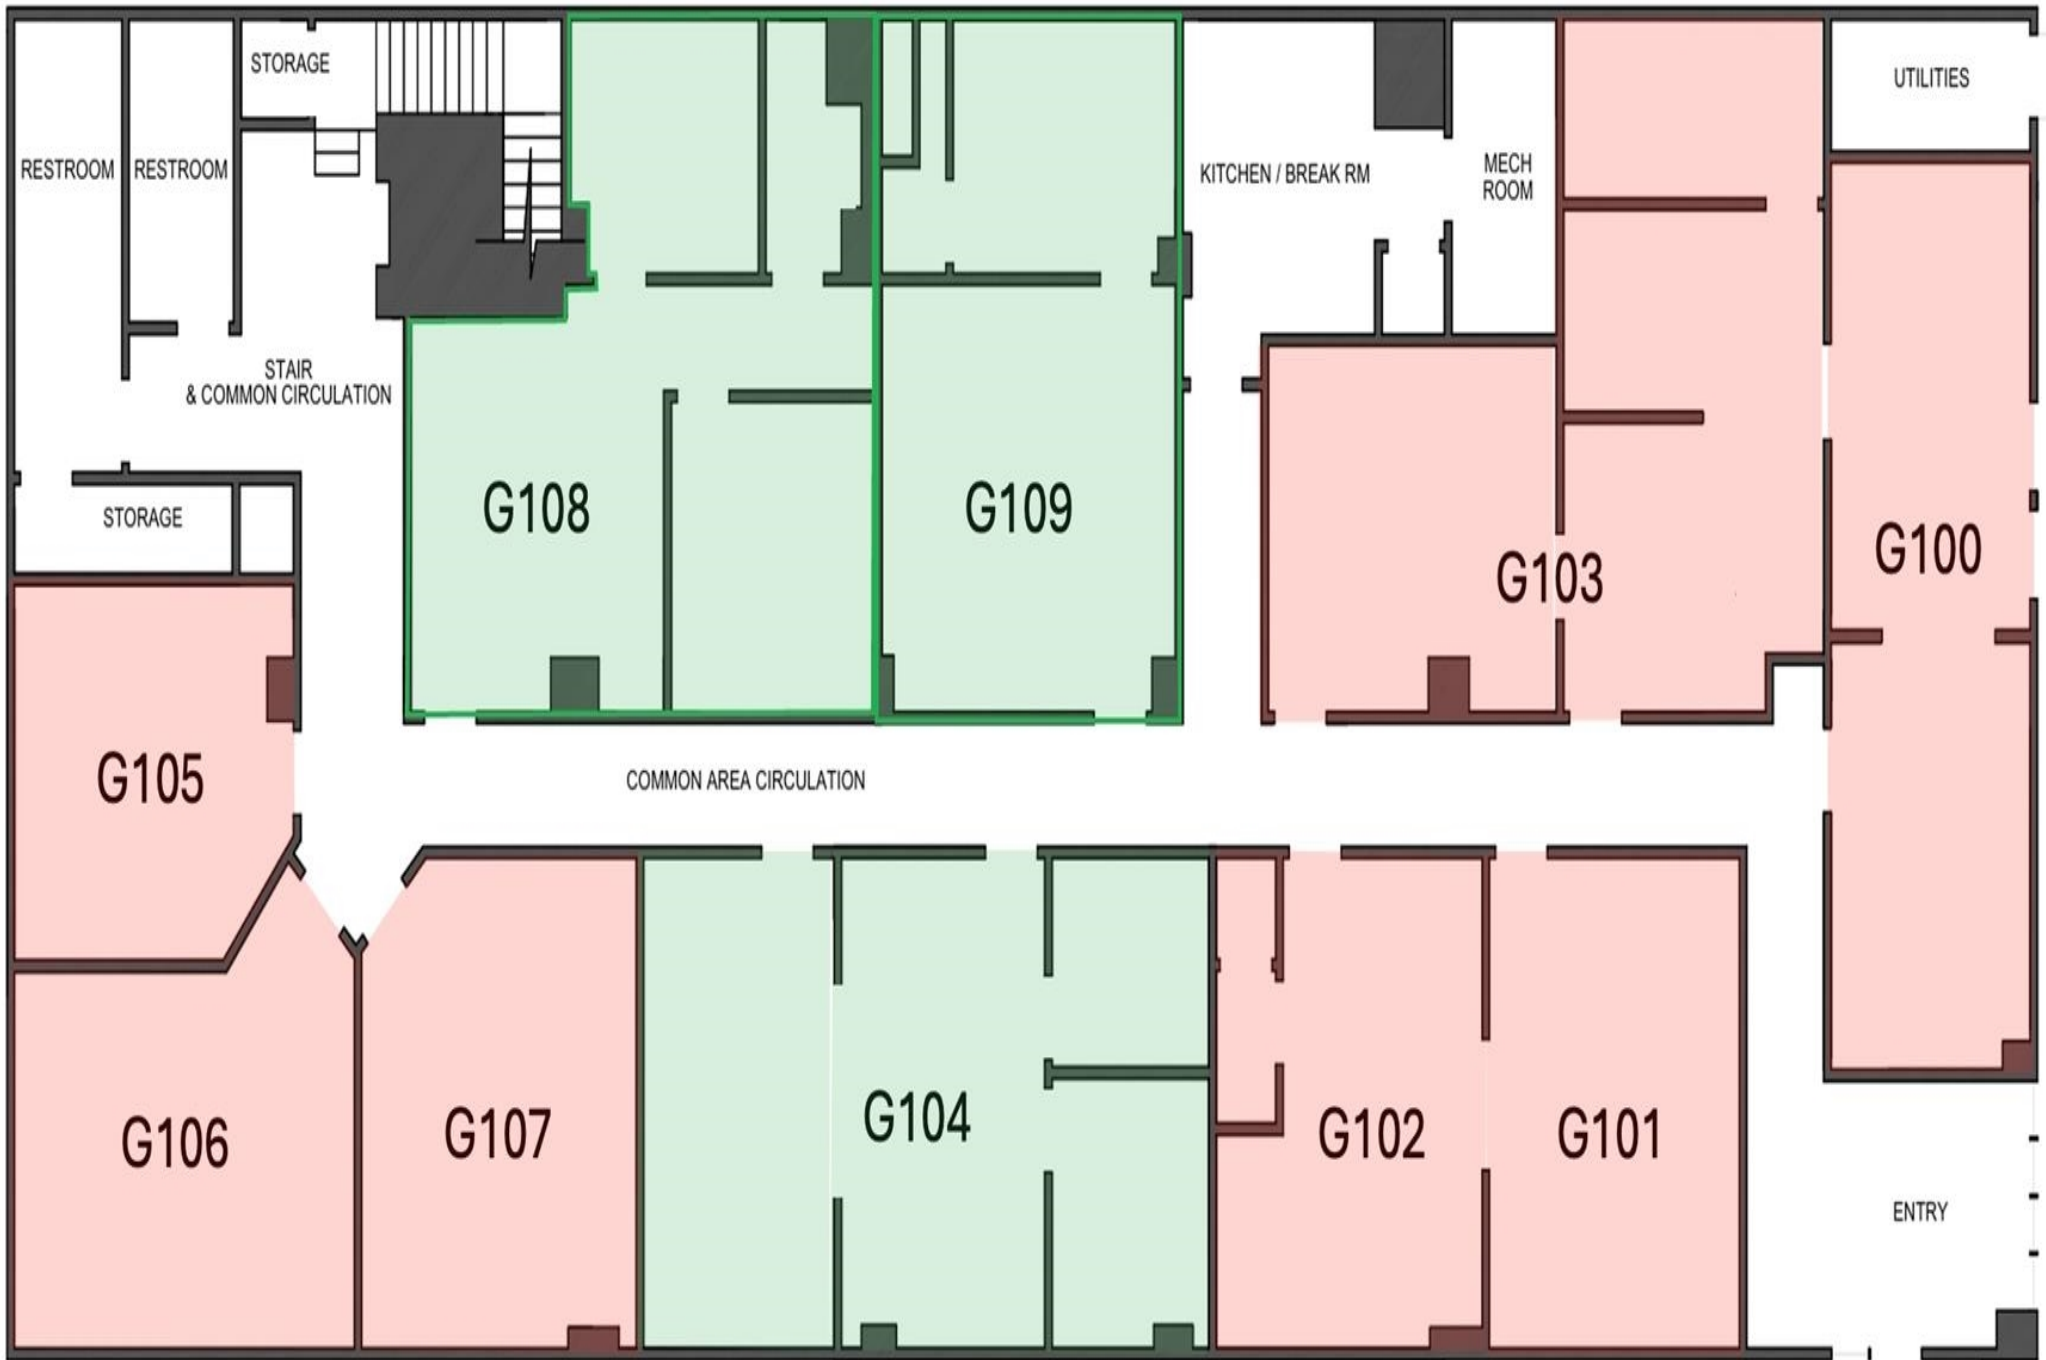 STORAGE
UTILITIES
RESTROOM
RESTROOM
KITCHEN / BREAK RM
MECH
ROOM
STAIR
& COMMON CIRCULATION
STORAGE
G108
G109
G103
G100
G105
COMMON AREA CIRCULATION
G106
G107
G104
G102
G101
ENTRY